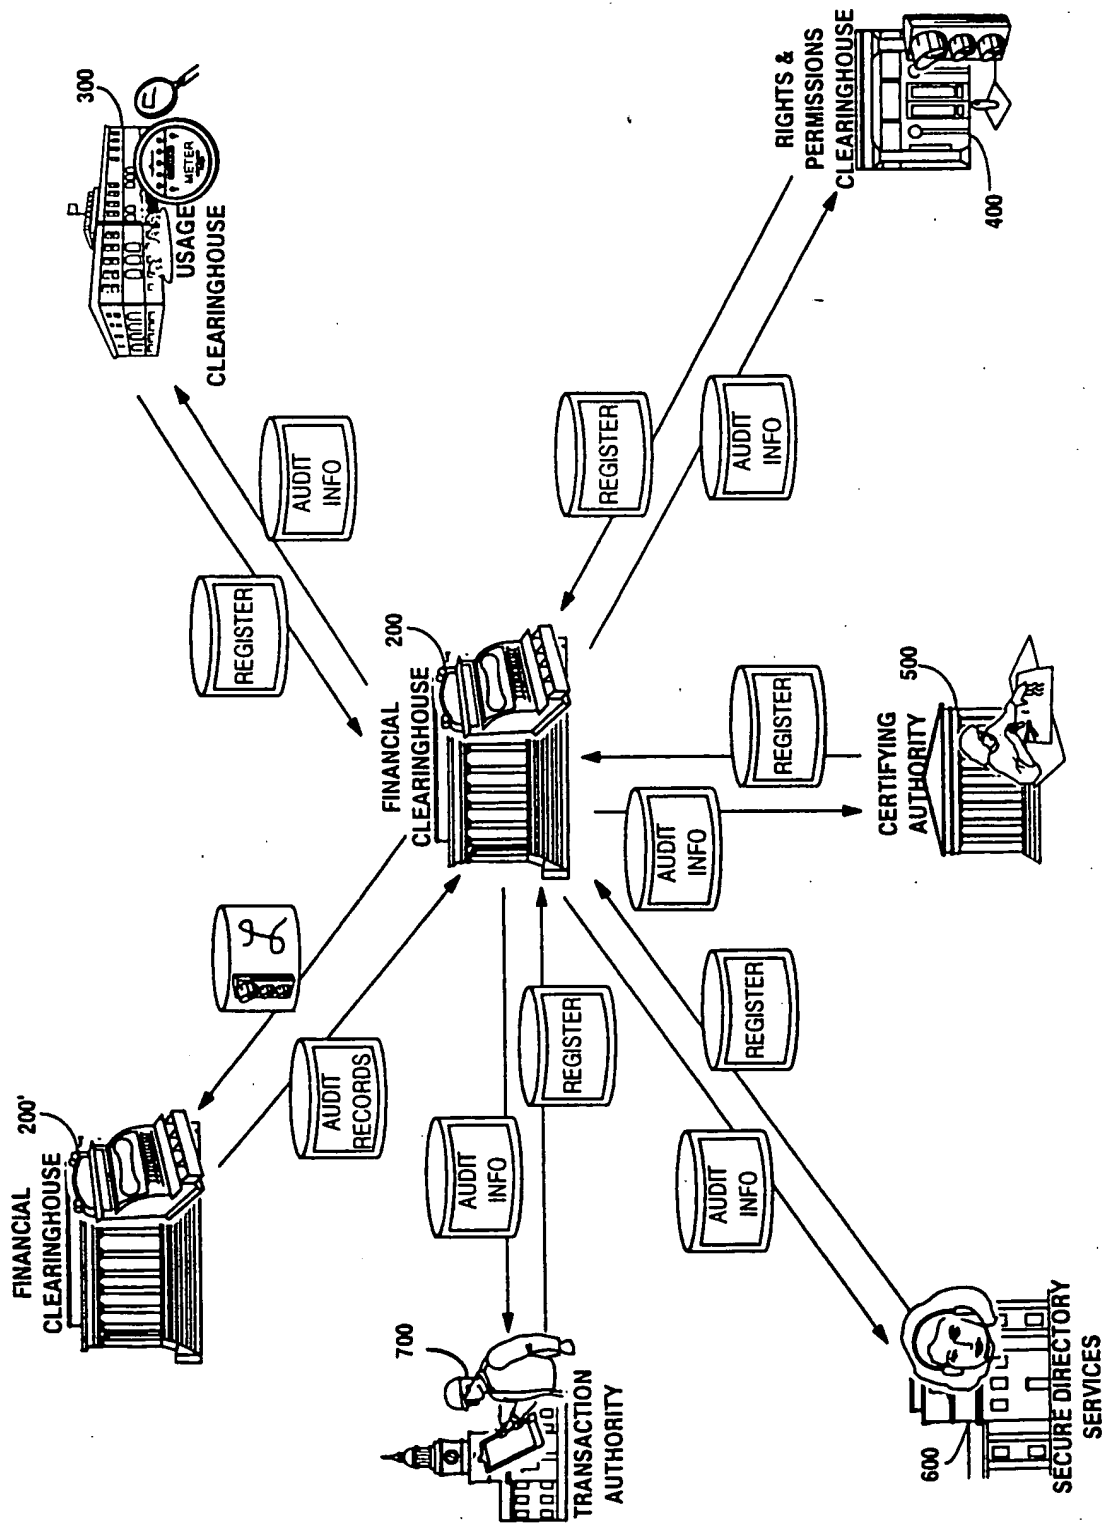 FINANCIAL
CLEARINGHOUSE
200'
300
METER
USAGE
CLEARINGHOUSE
REGISTER
AUDIT
INFO
AUDIT
RECORDS
FINANCIAL
CLEARINGHOUSE
200
TRANSACTION
AUTHORITY
700
AUDIT
INFO
REGISTER
REGISTER
AUDIT
INFO
RIGHTS &
PERMISSIONS
CLEARINGHOUSE
400
AUDIT
INFO
REGISTER
AUDIT
INFO
REGISTER
SECURE DIRECTORY
SERVICES
600
CERTIFYING
AUTHORITY
500